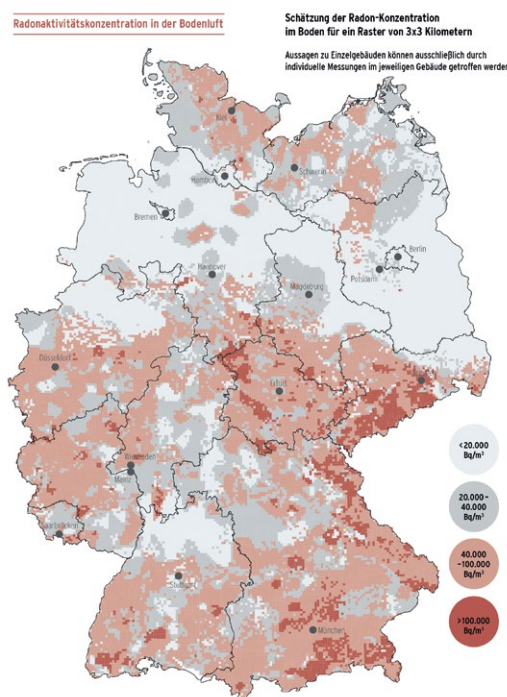 Radonaktivitätskonzentration in der Bodenluft
Schätzung der Radon-Konzentration
im Boden für ein Raster von 3x3 Kilometern
Aussagen zu Einzelgebäuden können ausschließlich durch
individuelle Messungen im jeweiligen Gebäude getroffen werden
Kiel
Schwerin
Hamburg
Bremen
Berlin
Hannover
Potsdam
Magdeburg
Düsseldorf
Erfurt
Wiesbaden
Mainz
Saarbrücken
Stuttgart
München
<20.000
Bq/m³
20.000–
40.000
Bq/m³
40.000
–100.000
Bq/m³
>100.000
Bq/m³